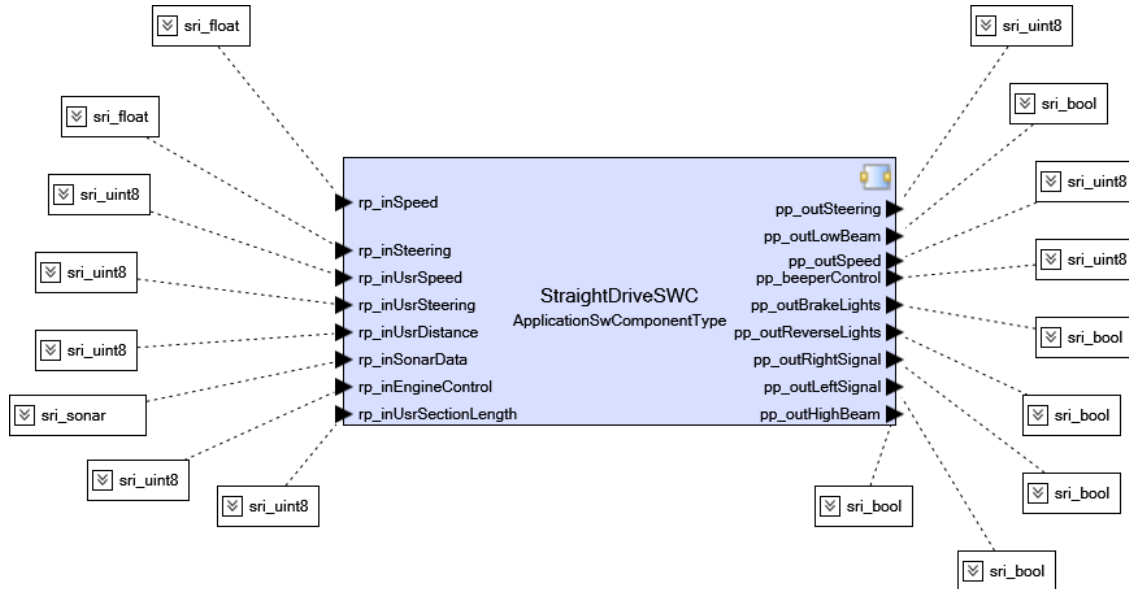 sri_float
sri_float
sri_uint8
sri_uint8
sri_uint8
sri_sonar
sri_uint8
sri_uint8
rp_inSpeed
rp_inSteering
rp_inUsrSpeed
rp_inUsrSteering
rp_inUsrDistance
rp_inSonarData
rp_inEngineControl
rp_inUsrSectionLength
StraightDriveSWC
ApplicationSwComponentType
pp_outSteering
pp_outLowBeam
pp_outSpeed
pp_beeperControl
pp_outBrakeLights
pp_outReverseLights
pp_outRightSignal
pp_outLeftSignal
pp_outHighBeam
sri_uint8
sri_bool
sri_uint8
sri_uint8
sri_bool
sri_bool
sri_bool
sri_bool
sri_bool